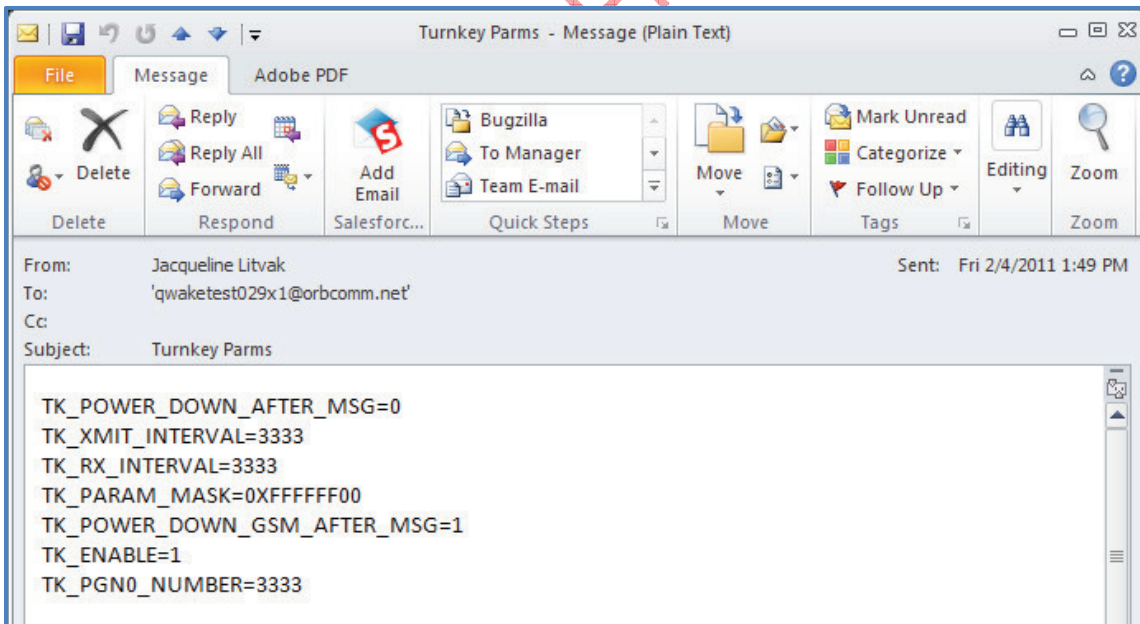 Turnkey Parms - Message (Plain Text)
File Message Adobe PDF
Delete
Reply
Reply All
Forward
Add
Email
Bugzilla
To Manager
Team E-mail
Move
Mark Unread
Categorize
Follow Up
Editing
Zoom
Delete Respond Salesforc... Quick Steps Move Tags Zoom
From: Jacqueline Litvak Sent: Fri 2/4/2011 1:49 PM
To: 'qwaketest029x1@orbcomm.net'
Cc:
Subject: Turnkey Parms
TK_POWER_DOWN_AFTER_MSG=0
TK_XMIT_INTERVAL=3333
TK_RX_INTERVAL=3333
TK_PARAM_MASK=0XFFFFFF00
TK_POWER_DOWN_GSM_AFTER_MSG=1
TK_ENABLE=1
TK_PGN0_NUMBER=3333